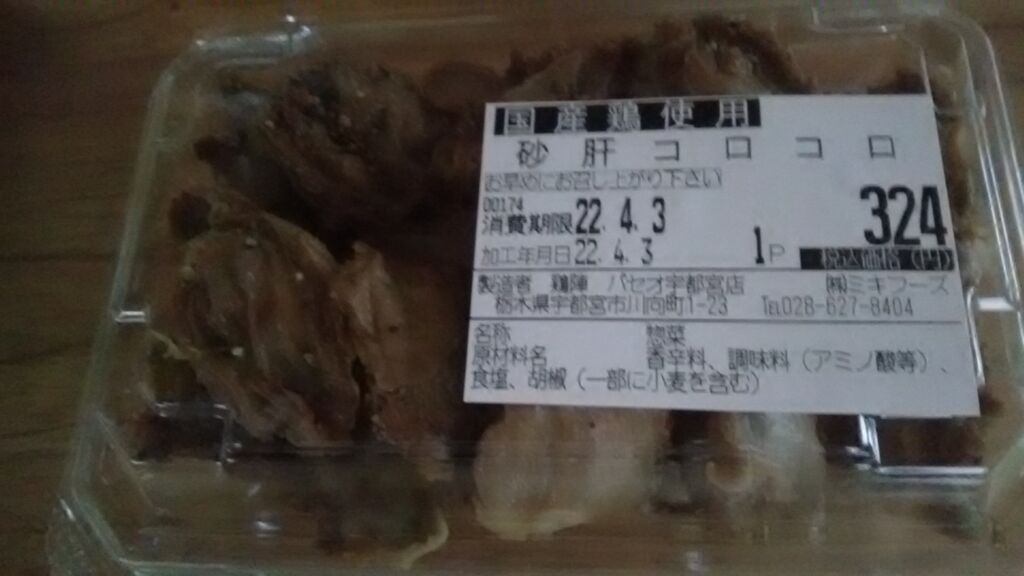 国産鶏使用
砂肝コロコロ
お早めにお召し上がり下さい
00174
消費期限22. 4. 3
324
加工年月日22. 4. 3
1P
税込価格(円)
製造者 鶏陣 パセオ宇都宮店 ㈱ミキフーズ
栃木県宇都宮市川向町1-23 ℡028-627-8404
名称 惣菜
原材料名 香辛料、調味料(アミノ酸等)、
食塩、胡椒(一部に小麦を含む)